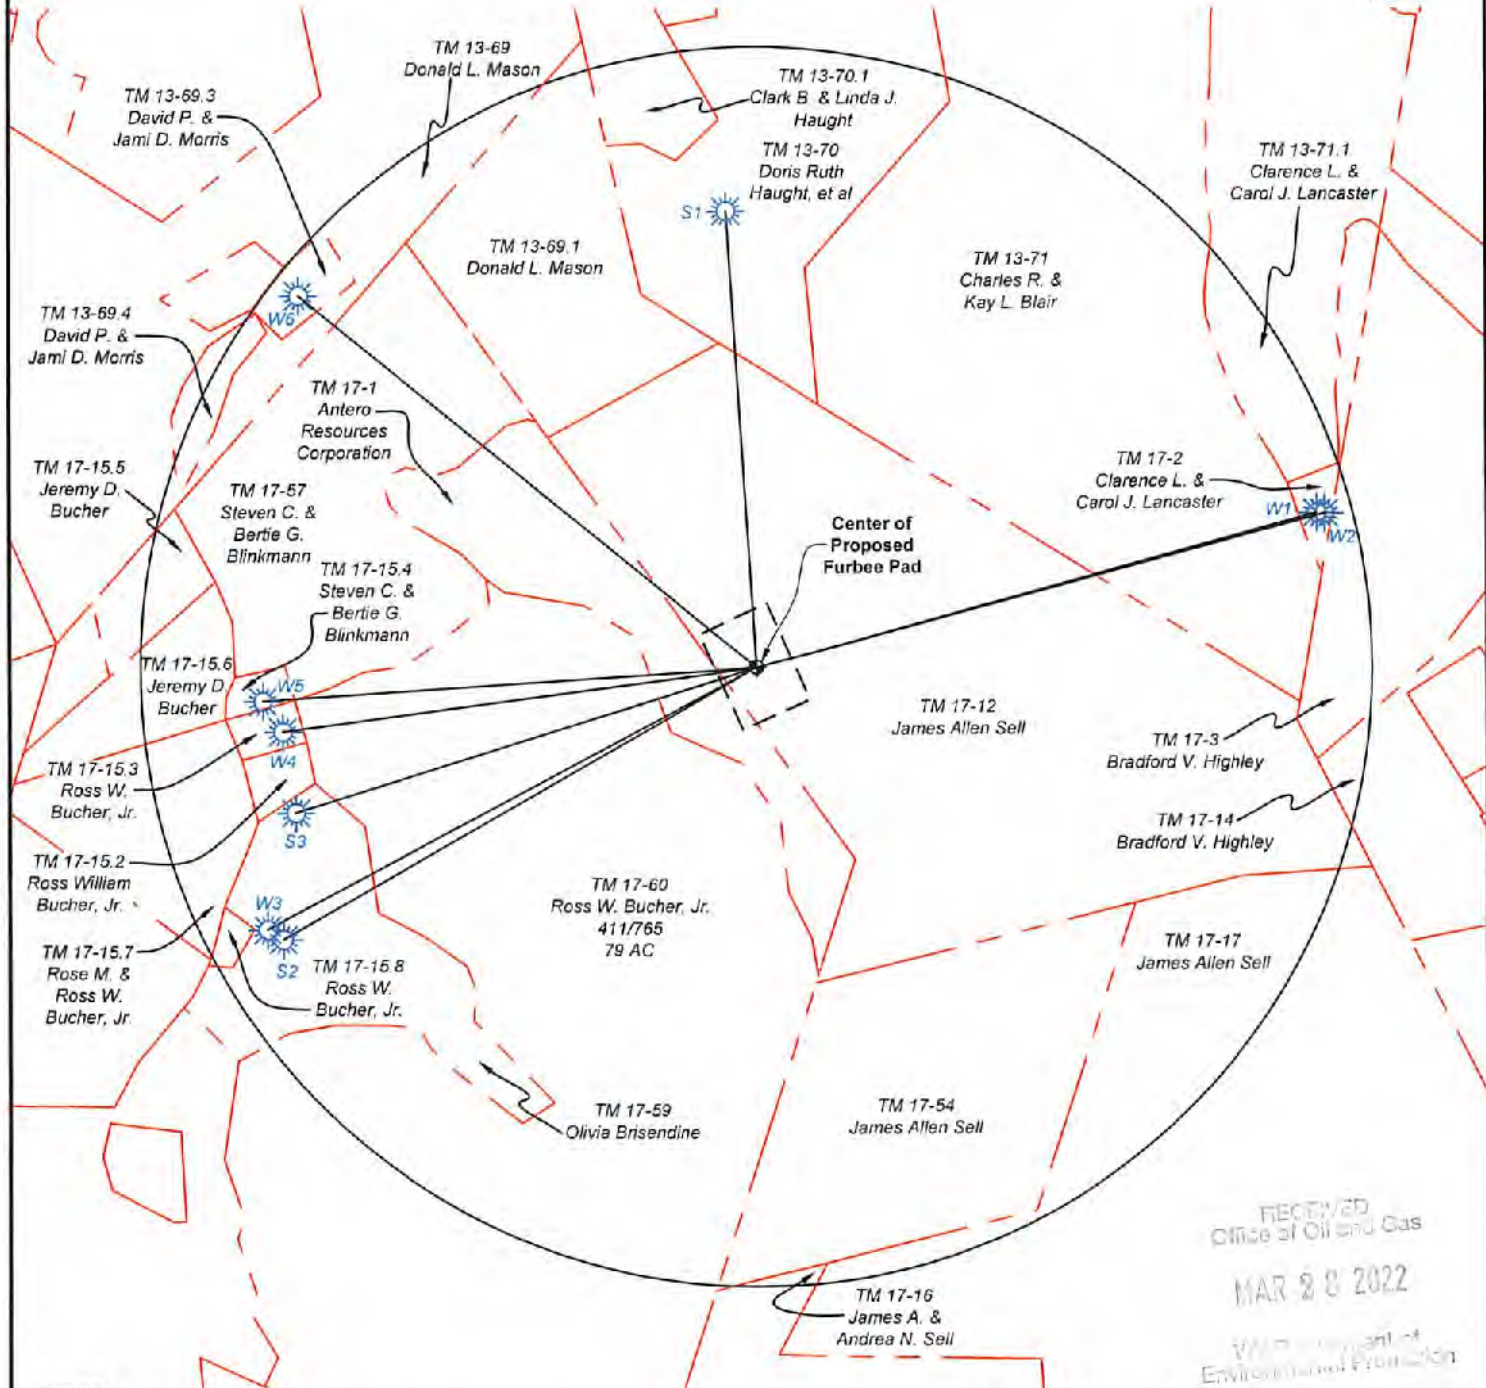 TM 13-69
Donald L. Mason
TM 13-69.3
David P. &
Jami D. Morris
TM 13-70.1
Clark B. & Linda J.
Haught
TM 13-70
Doris Ruth
Haught, et al
S1
TM 13-71.1
Clarence L. &
Carol J. Lancaster
TM 13-69.1
Donald L. Mason
TM 13-71
Charles R. &
Kay L. Blair
W6
TM 13-69.4
David P. &
Jami D. Morris
TM 17-1
Antero
Resources
Corporation
TM 17-15.5
Jeremy D.
Bucher
TM 17-57
Steven C. &
Bertie G.
Blinkmann
TM 17-2
Clarence L. &
Carol J. Lancaster
W1
W2
Center of
Proposed
Furbee Pad
TM 17-15.4
Steven C. &
Bertie G.
Blinkmann
TM 17-15.6
Jeremy D.
Bucher
W5
W4
TM 17-12
James Allen Sell
TM 17-3
Bradford V. Highley
TM 17-15.3
Ross W.
Bucher, Jr.
S3
TM 17-14
Bradford V. Highley
TM 17-15.2
Ross William
Bucher, Jr.
TM 17-60
Ross W. Bucher, Jr.
411/765
79 AC
W3
S2
TM 17-15.7
Rose M. &
Ross W.
Bucher, Jr.
TM 17-15.8
Ross W.
Bucher, Jr.
TM 17-17
James Allen Sell
TM 17-59
Olivia Brisendine
TM 17-54
James Allen Sell
TM 17-16
James A. &
Andrea N. Sell
RECEIVED
Office of Oil and Gas
MAR 2022
Environmental Protection